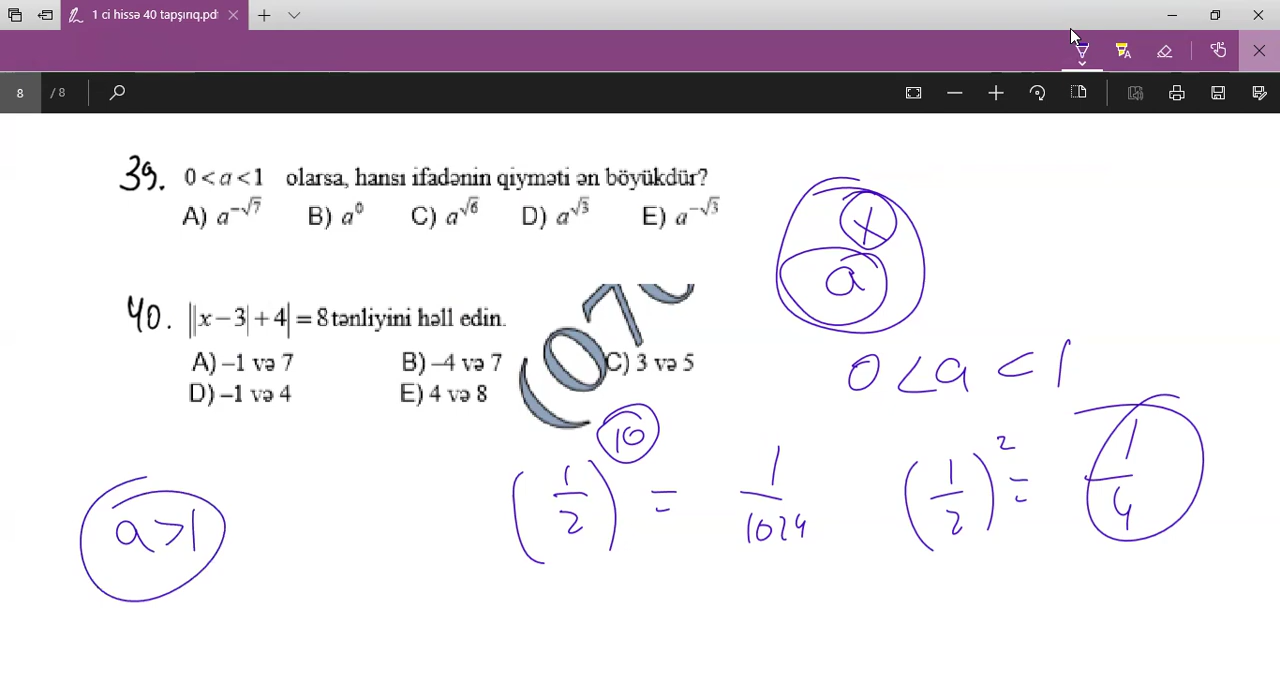 1 ci hissə 40 tapşırıq.pdf
8 / 8
39. 0 < a < 1 olarsa, hansı ifadənin qiyməti ən böyükdür?
A) a^{-√7} B) a^0 C) a^{√6} D) a^{√3} E) a^{-√3}
x
a
40. ||x − 3| + 4| = 8 tənliyini həll edin.
A) −1 və 7 B) −4 və 7 C) 3 və 5
D) −1 və 4 E) 4 və 8
(070
0 < a < 1
a > 1
(1/2)^10 = 1/1024 (1/2)^2 = 1/4